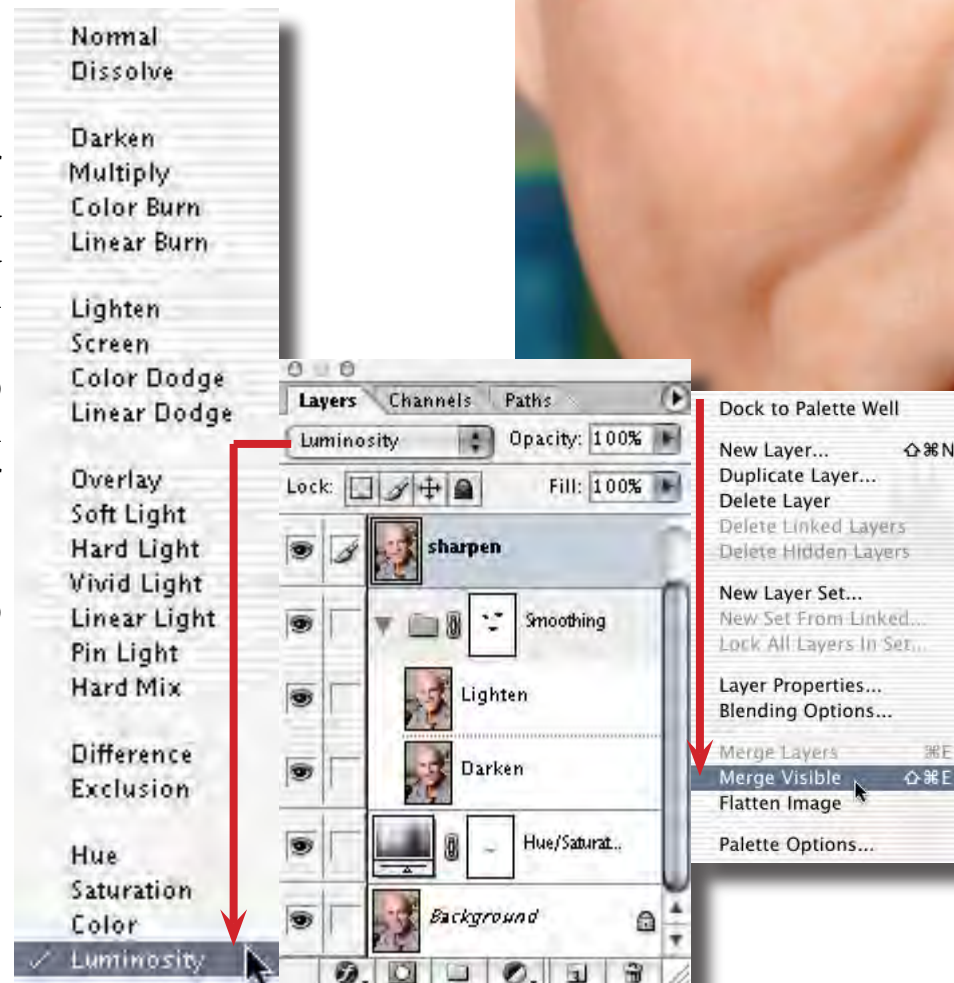 Normal
Dissolve
Darken
Multiply
Color Burn
Linear Burn
Lighten
Screen
Color Dodge
Linear Dodge
Overlay
Soft Light
Hard Light
Vivid Light
Linear Light
Pin Light
Hard Mix
Difference
Exclusion
Hue
Saturation
Color
✓ Luminosity
Layers Channels Paths
Luminosity Opacity: 100%
Lock: Fill: 100%
sharpen
Smoothing
Lighten
Darken
Hue/Saturat...
Background
Dock to Palette Well
New Layer... ⇧⌘N
Duplicate Layer...
Delete Layer
Delete Linked Layers
Delete Hidden Layers
New Layer Set...
New Set From Linked...
Lock All Layers In Set...
Layer Properties...
Blending Options...
Merge Layers ⌘E
Merge Visible ⇧⌘E
Flatten Image
Palette Options...